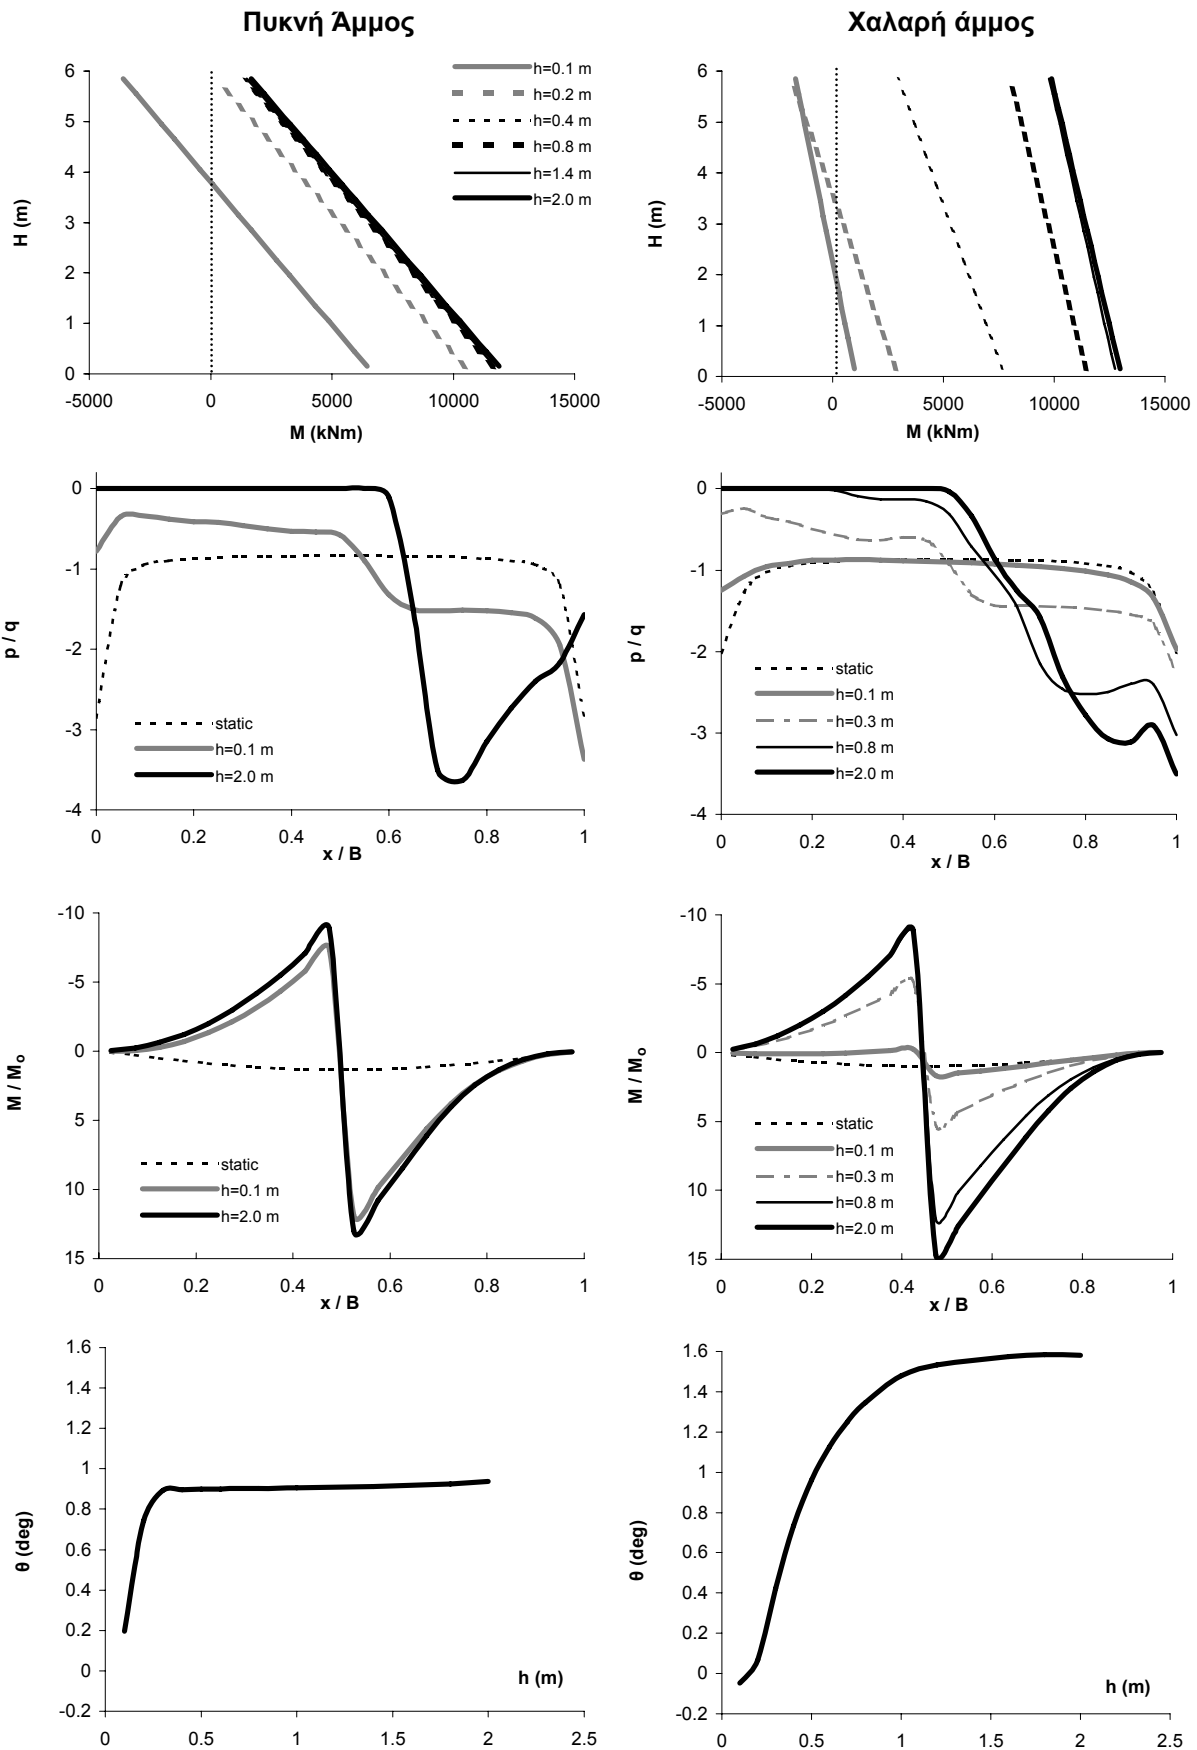 Πυκνή Άμμος
Χαλαρή άμμος
h=0.1 m
h=0.2 m
h=0.4 m
h=0.8 m
h=1.4 m
h=2.0 m
6
5
4
3
2
1
0
H (m)
-5000 0 5000 10000 15000
M (kNm)
6
5
4
3
2
1
0
H (m)
-5000 0 5000 10000 15000
M (kNm)
0
-1
-2
-3
-4
p / q
static
h=0.1 m
h=2.0 m
0 0.2 0.4 0.6 0.8 1
x / B
0
-1
-2
-3
-4
p / q
static
h=0.1 m
h=0.3 m
h=0.8 m
h=2.0 m
0 0.2 0.4 0.6 0.8 1
x / B
-10
-5
0
5
10
15
M / Mo
static
h=0.1 m
h=2.0 m
0 0.2 0.4 0.6 0.8 1
x / B
-10
-5
0
5
10
15
M / Mo
static
h=0.1 m
h=0.3 m
h=0.8 m
h=2.0 m
0 0.2 0.4 0.6 0.8 1
x / B
1.6
1.4
1.2
1
0.8
0.6
0.4
0.2
0
-0.2
θ (deg)
h (m)
0 0.5 1 1.5 2 2.5
1.6
1.4
1.2
1
0.8
0.6
0.4
0.2
0
-0.2
θ (deg)
h (m)
0 0.5 1 1.5 2 2.5